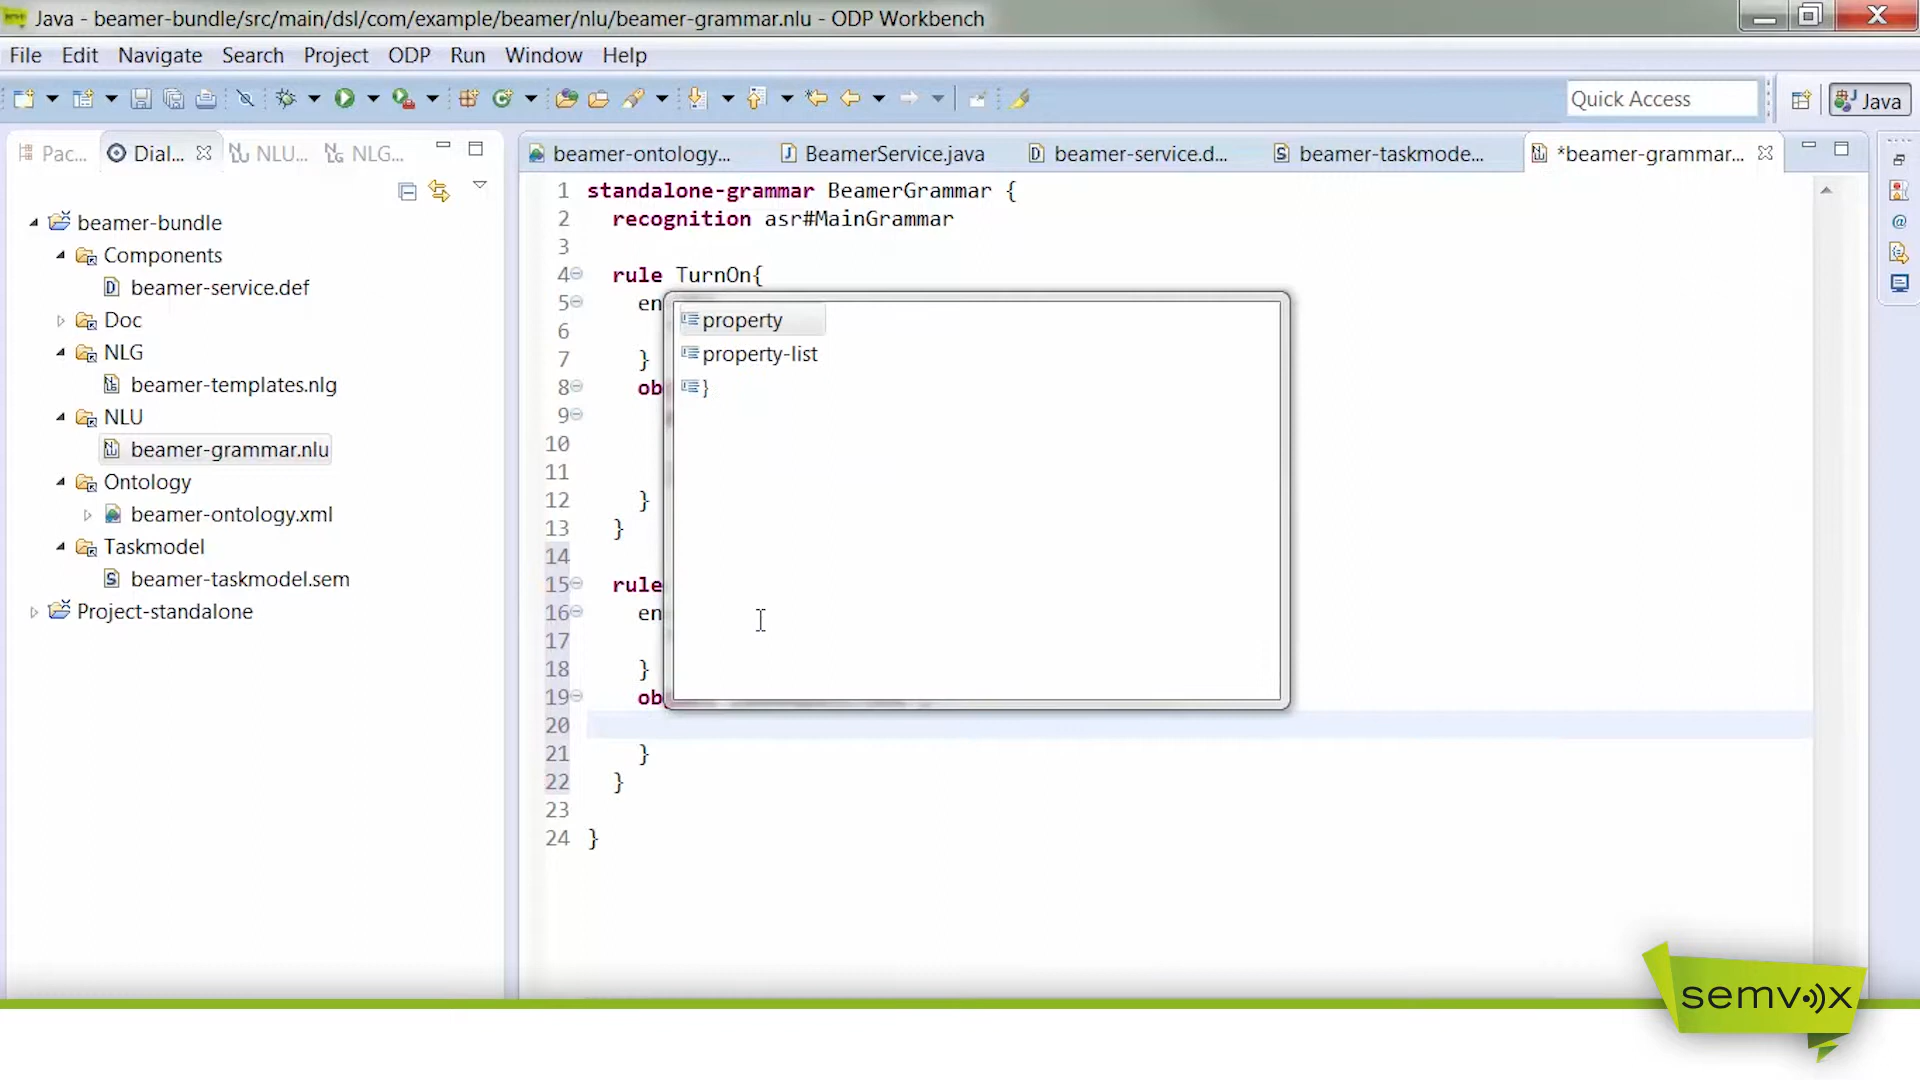 Java - beamer-bundle/src/main/dsl/com/example/beamer/nlu/beamer-grammar.nlu - ODP Workbench
File Edit Navigate Search Project ODP Run Window Help
Quick Access
Java
Pac...
Dial...
NLU...
NLG...
beamer-ontology...
BeamerService.java
beamer-service.d...
beamer-taskmode...
*beamer-grammar...
beamer-bundle
Components
beamer-service.def
Doc
NLG
beamer-templates.nlg
NLU
beamer-grammar.nlu
Ontology
beamer-ontology.xml
Taskmodel
beamer-taskmodel.sem
Project-standalone
1 standalone-grammar BeamerGrammar {
2 recognition asr#MainGrammar
3
4 rule TurnOn{
5 en
6
7 }
8 ob
9
10
11
12 }
13 }
14
15 rule
16 en
17
18 }
19 ob
20
21 }
22 }
23
24 }
property
property-list
}
semvox